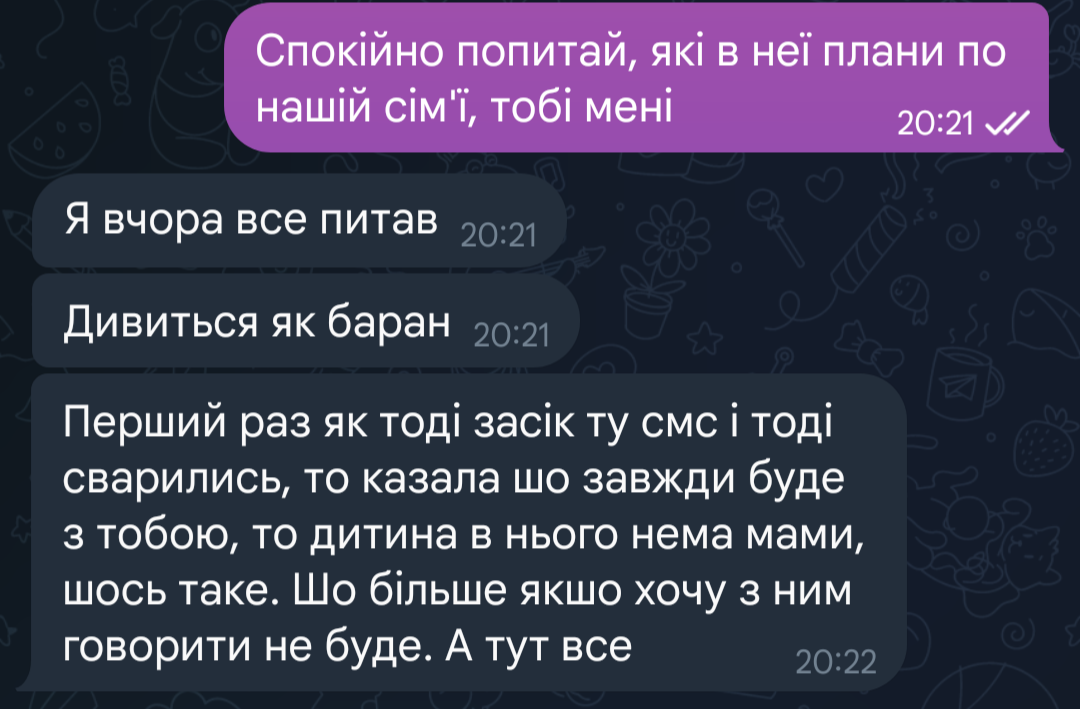 Спокійно попитай, які в неї плани по
нашій сім'ї, тобі мені
20:21
Я вчора все питав 20:21
Дивиться як баран 20:21
Перший раз як тоді засік ту смс і тоді
сварились, то казала шо завжди буде
з тобою, то дитина в нього нема мами,
шось таке. Шо більше якшо хочу з ним
говорити не буде. А тут все
20:22